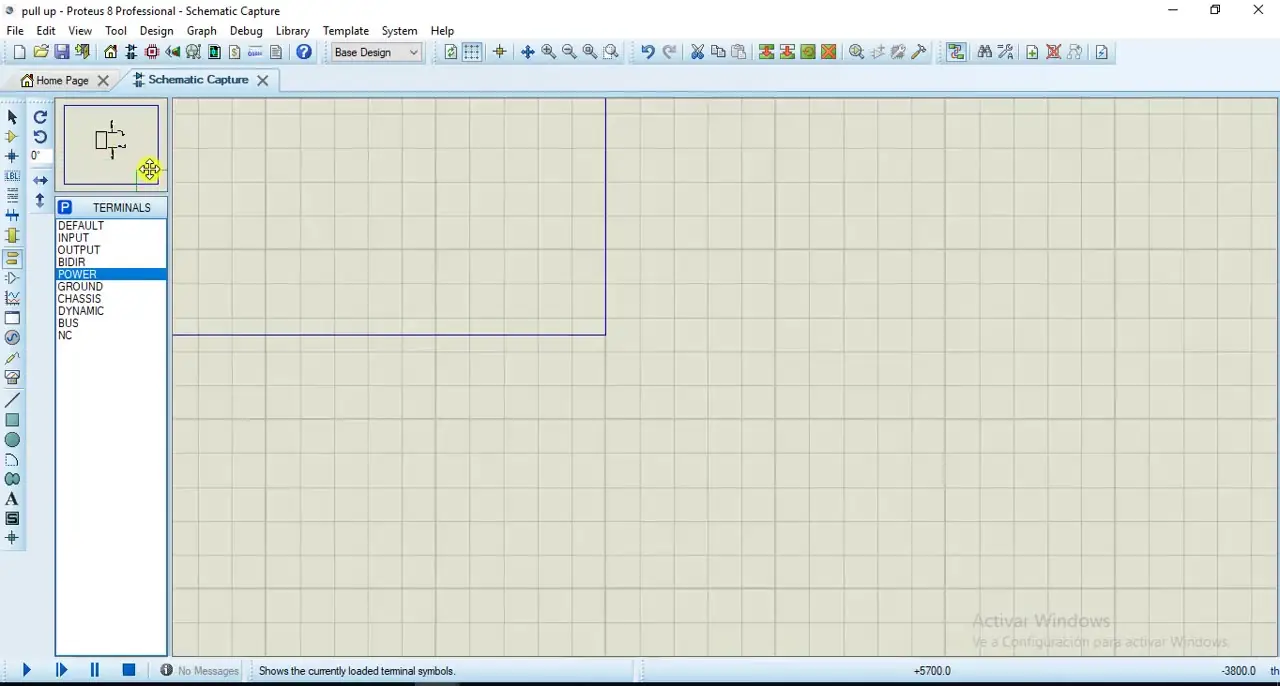 pull up - Proteus 8 Professional - Schematic Capture
File Edit View Tool Design Graph Debug Library Template System Help
Base Design
Home Page
Schematic Capture
0°
LBL
P TERMINALS
DEFAULT
INPUT
OUTPUT
BIDIR
POWER
GROUND
CHASSIS
DYNAMIC
BUS
NC
A
S
Activar Windows
Ve a Configuración para activar Windows.
No Messages
Shows the currently loaded terminal symbols.
+5700.0
-3800.0
th